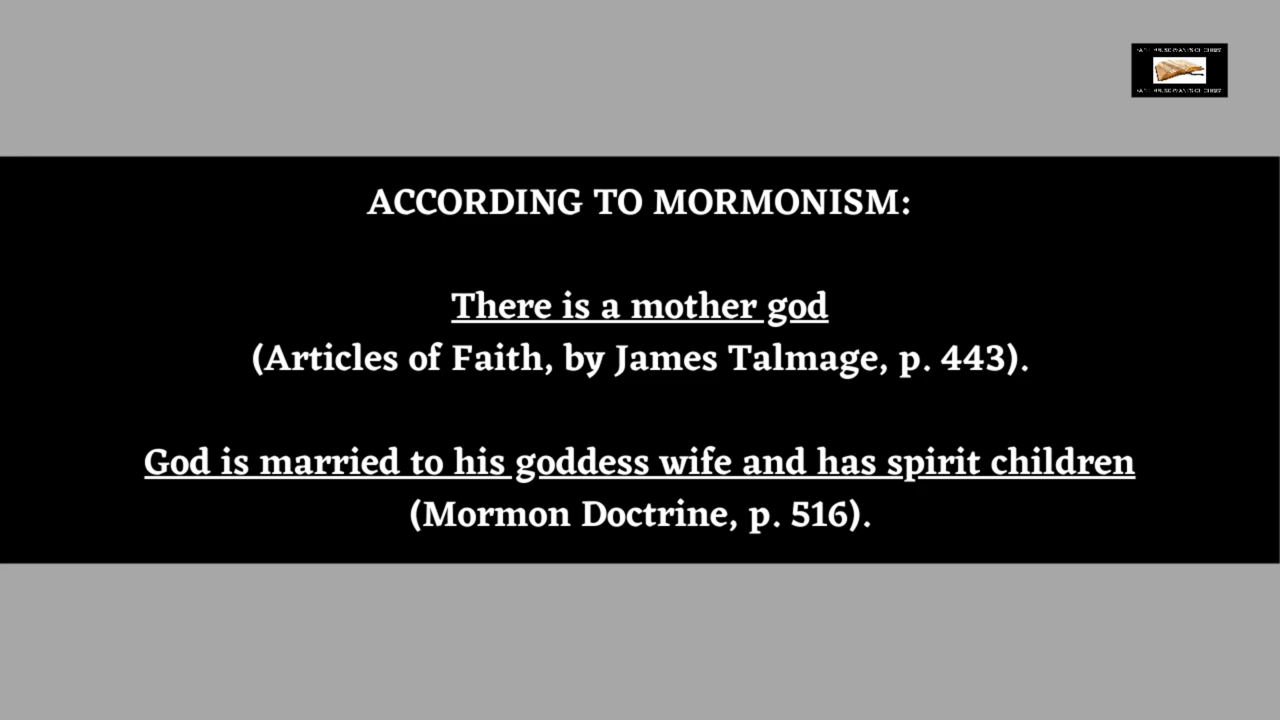 ACCORDING TO MORMONISM:
There is a mother god
(Articles of Faith, by James Talmage, p. 443).
God is married to his goddess wife and has spirit children
(Mormon Doctrine, p. 516).